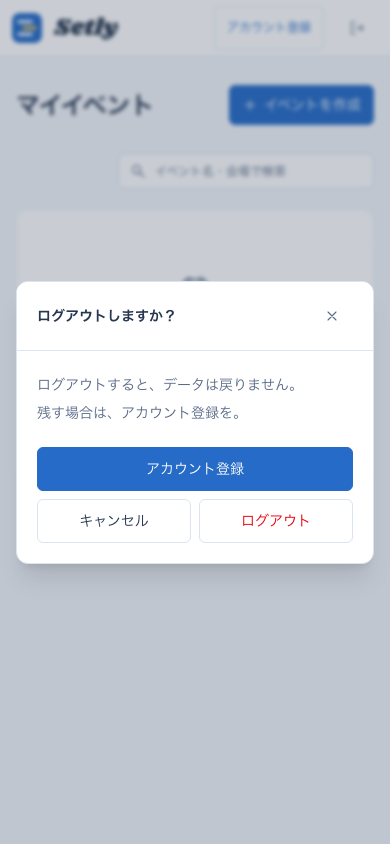 Setly
アカウント登録
マイイベント
+ イベントを作成
イベント名・会場で検索
ログアウトしますか？
ログアウトすると、データは戻りません。
残す場合は、アカウント登録を。
アカウント登録
キャンセル
ログアウト